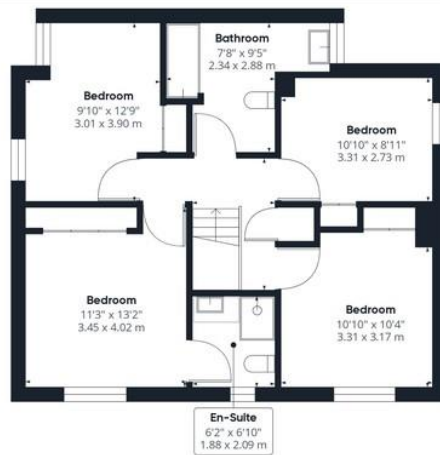 Bathroom
7'8" x 9'5"
2.34 x 2.88 m
Bedroom
9'10" x 12'9"
3.01 x 3.90 m
Bedroom
10'10" x 8'11"
3.31 x 2.73 m
Bedroom
11'3" x 13'2"
3.45 x 4.02 m
Bedroom
10'10" x 10'4"
3.31 x 3.17 m
En-Suite
6'2" x 6'10"
1.88 x 2.09 m